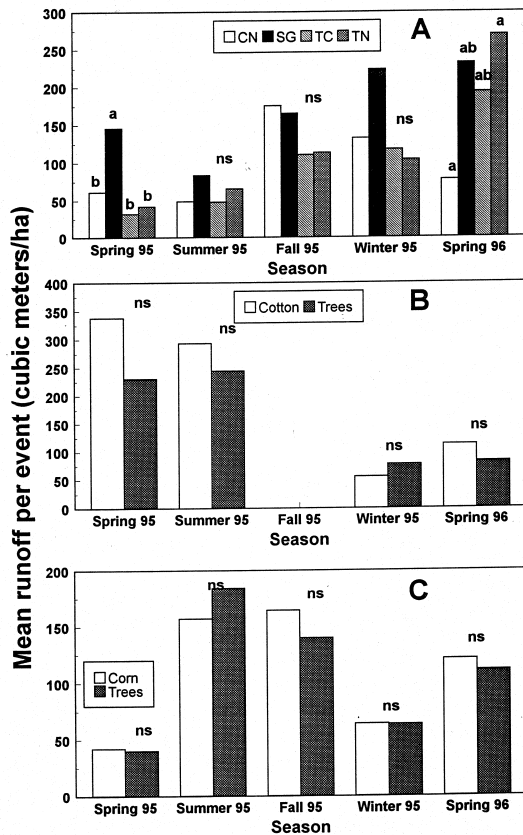 Mean runoff per event (cubic meters/ha)
A
CN SG TC TN
300
250
200
150
100
50
0
b a b b
ns
ns
ns
a ab ab a
Spring 95 Summer 95 Fall 95 Winter 95 Spring 96
Season
B
Cotton Trees
400
350
300
250
200
150
100
50
0
ns
ns
ns
ns
Spring 95 Summer 95 Fall 95 Winter 95 Spring 96
Season
C
Corn
Trees
200
150
100
50
0
ns
ns
ns
ns
ns
Spring 95 Summer 95 Fall 95 Winter 95 Spring 96
Season